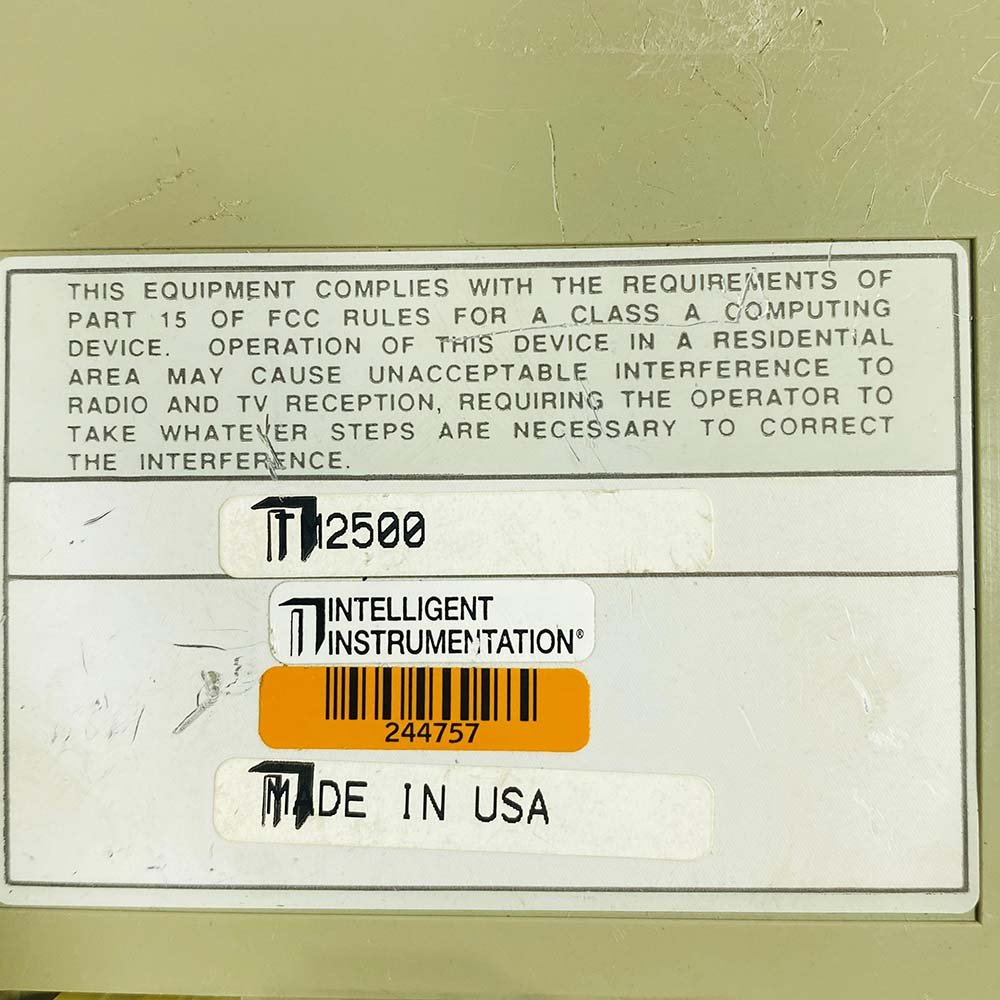 THIS EQUIPMENT COMPLIES WITH THE REQUIREMENTS OF
PART 15 OF FCC RULES FOR A CLASS A COMPUTING
DEVICE. OPERATION OF THIS DEVICE IN A RESIDENTIAL
AREA MAY CAUSE UNACCEPTABLE INTERFERENCE TO
RADIO AND TV RECEPTION, REQUIRING THE OPERATOR TO
TAKE WHATEVER STEPS ARE NECESSARY TO CORRECT
THE INTERFERENCE.
TM2500
INTELLIGENT
INSTRUMENTATION®
244757
MADE IN USA